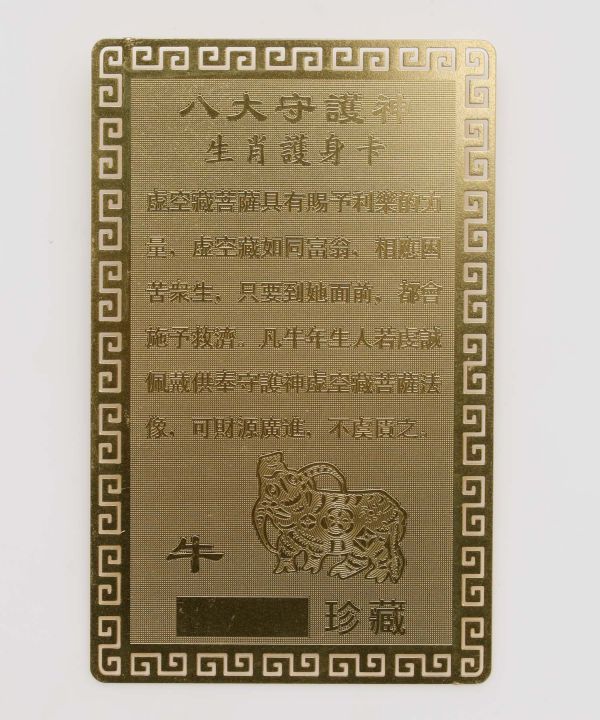 八大守護神
生肖護身卡
虛空藏菩薩具有賜予利樂的力
量、虛空藏如同富翁、相應困
苦衆生、只要到她面前、都會
施予救濟。凡牛年生人若虔誠
佩戴供奉守護神虛空藏菩薩法
像、可財源廣進、不虞匱乏。
牛
珍藏